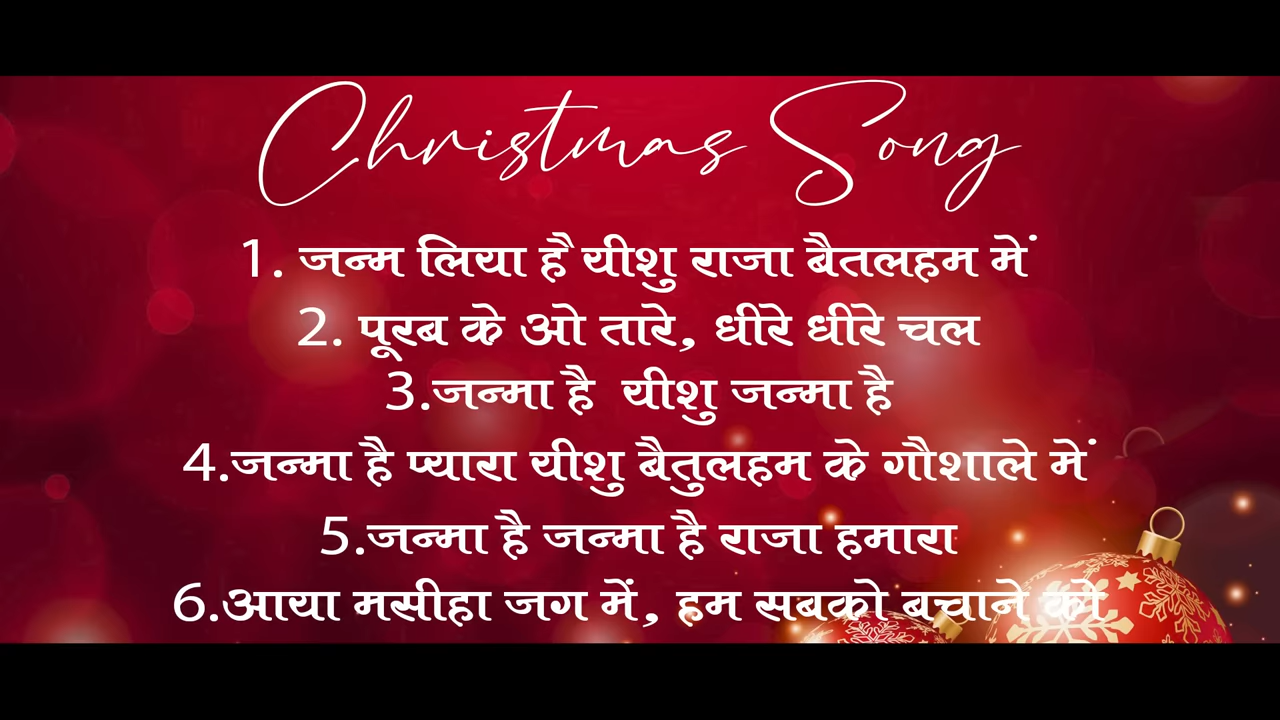 Christmas Song
1. जन्म लिया है यीशु राजा बैतलहम में
2. पूरब के ओ तारे, धीरे धीरे चल
3.जन्मा है यीशु जन्मा है
4.जन्मा है प्यारा यीशु बैतुलहम के गौशाले में
5.जन्मा है जन्मा है राजा हमारा
6.आया मसीहा जग में, हम सबको बचाने को